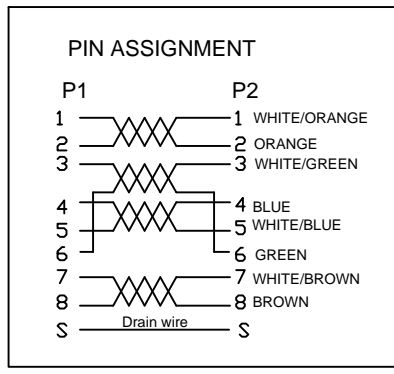 PIN ASSIGNMENT
P1 P2
1 1 WHITE/ORANGE
2 2 ORANGE
3 3 WHITE/GREEN
4 4 BLUE
5 5 WHITE/BLUE
6 6 GREEN
7 7 WHITE/BROWN
8 8 BROWN
S Drain wire S